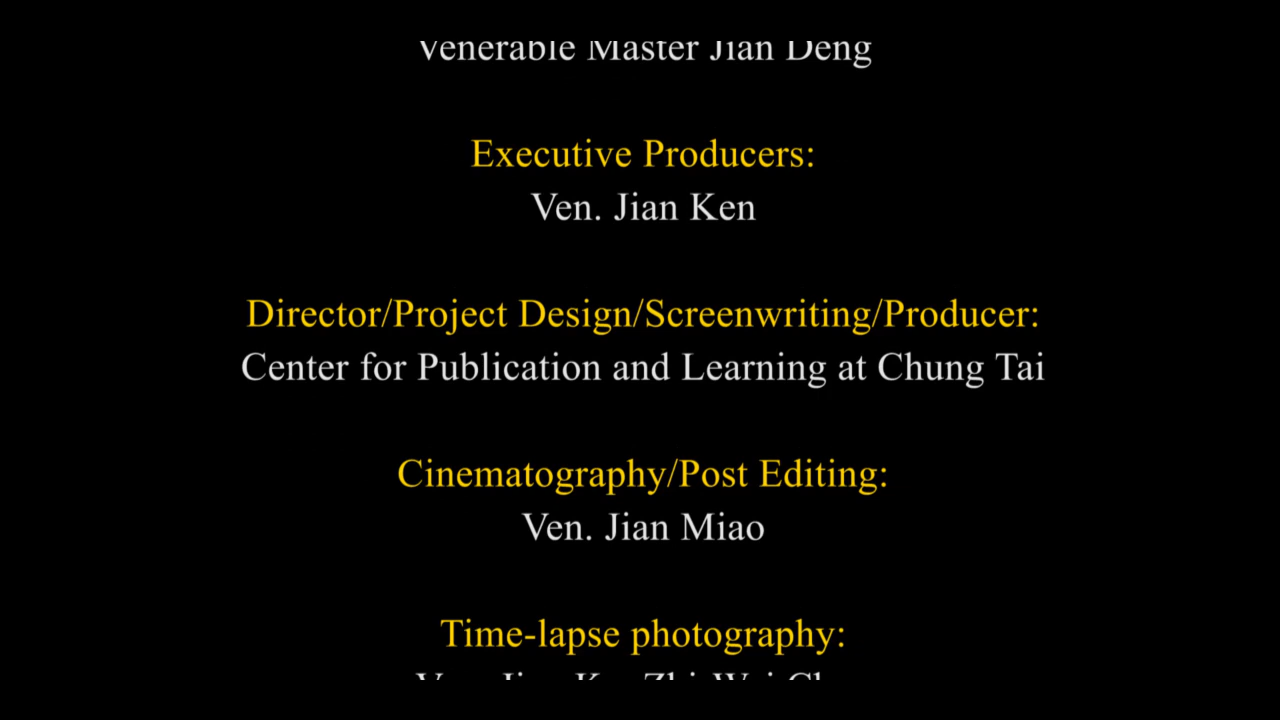 Venerable Master Jian Deng
Executive Producers:
Ven. Jian Ken
Director/Project Design/Screenwriting/Producer:
Center for Publication and Learning at Chung Tai
Cinematography/Post Editing:
Ven. Jian Miao
Time-lapse photography: